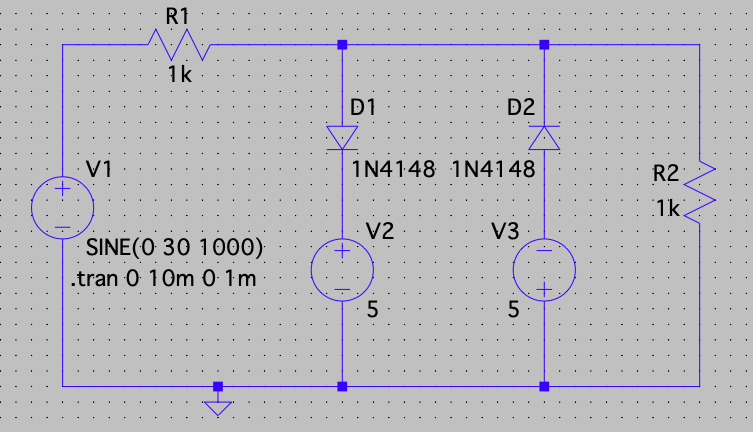 R1
1k
D1
D2
1N4148
1N4148
V1
R2
1k
V2
V3
+
−
+
−
−
+
SINE(0 30 1000)
.tran 0 10m 0 1m
5
5